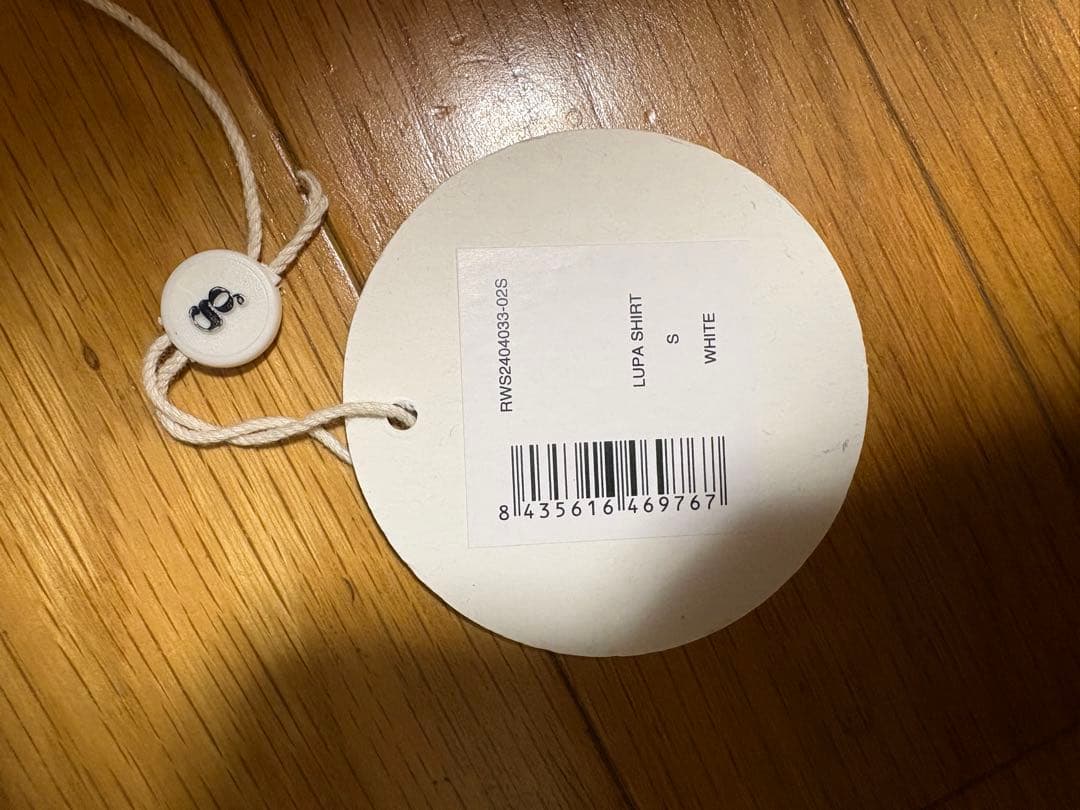 g
RWS2404033-02S
LUPA SHIRT
S
WHITE
8 435616 469767